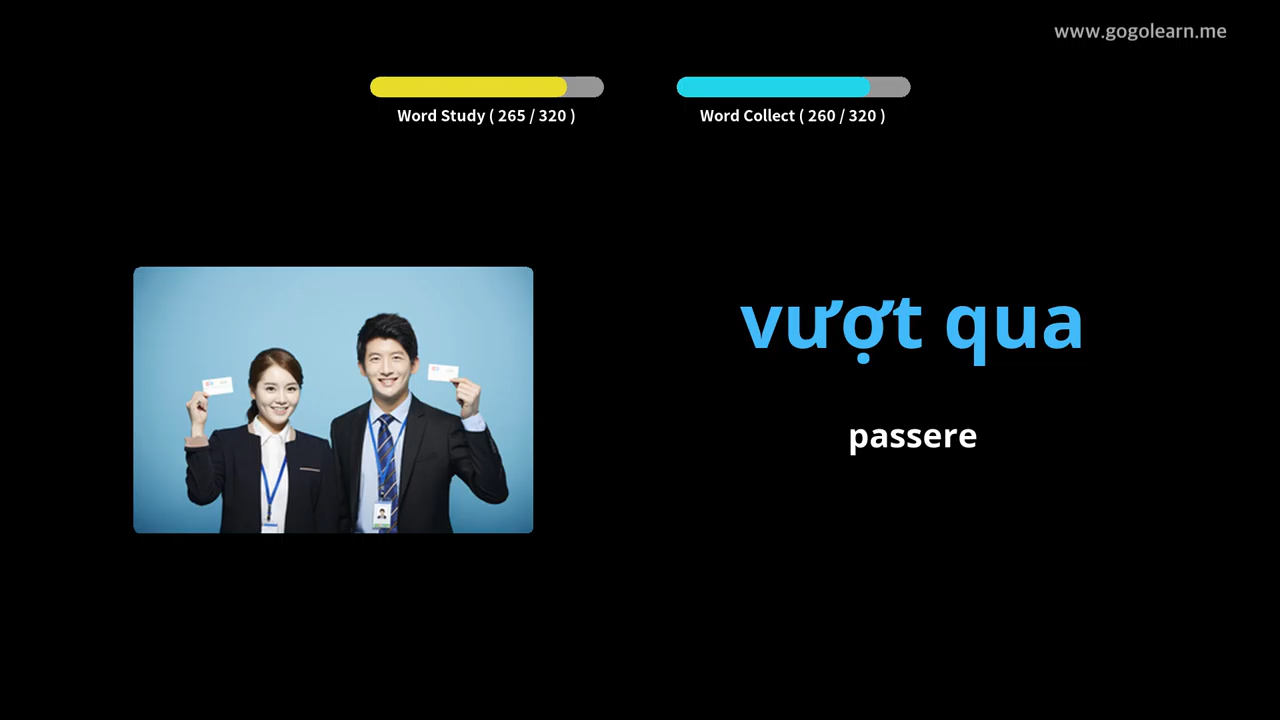 www.gogolearn.me
Word Study ( 265 / 320 )
Word Collect ( 260 / 320 )
vượt qua
passere